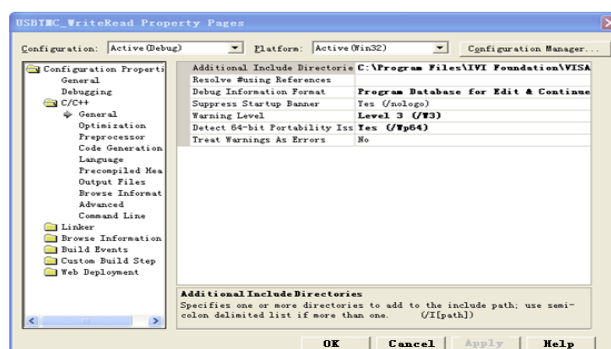 USBTMC_WriteRead Property Pages
Configuration: Active(Debug) Platform: Active(Win32) Configuration Manager...
Configuration Properti
General
Debugging
C/C++
General
Optimization
Preprocessor
Code Generation
Language
Precompiled Hea
Output Files
Browse Informat
Advanced
Command Line
Linker
Browse Information
Build Events
Custom Build Step
Web Deployment
Additional Include Directorie C:\Program Files\IVI Foundation\VISA
Resolve #using References
Debug Information Format Program Database for Edit & Continue
Suppress Startup Banner Yes (/nologo)
Warning Level Level 3 (/W3)
Detect 64-bit Portability Iss Yes (/Wp64)
Treat Warnings As Errors No
Additional Include Directories
Specifies one or more directories to add to the include path; use semi-
colon delimited list if more than one. (/I[path])
OK Cancel Apply Help